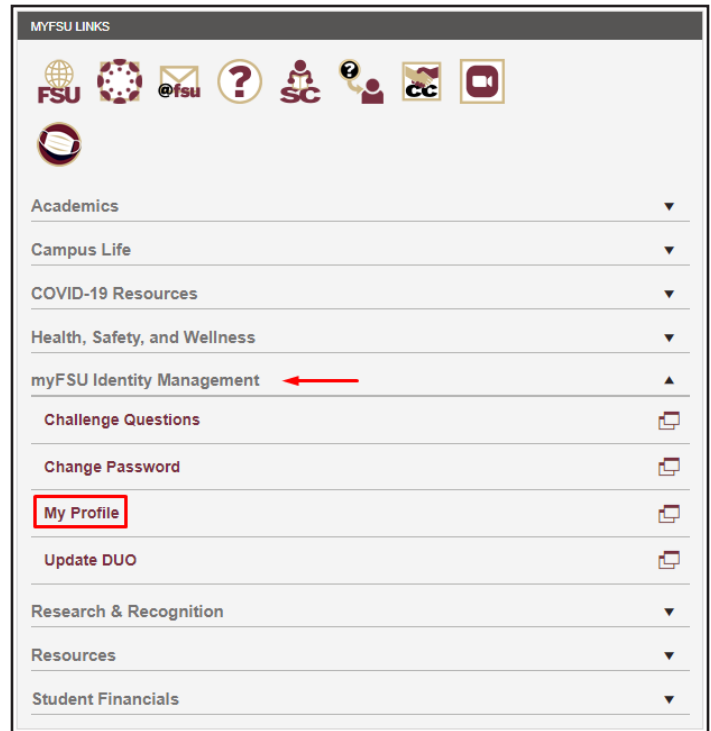 MYFSU LINKS
FSU @fsu ? SC ? CC
Academics
Campus Life
COVID-19 Resources
Health, Safety, and Wellness
myFSU Identity Management
Challenge Questions
Change Password
My Profile
Update DUO
Research & Recognition
Resources
Student Financials